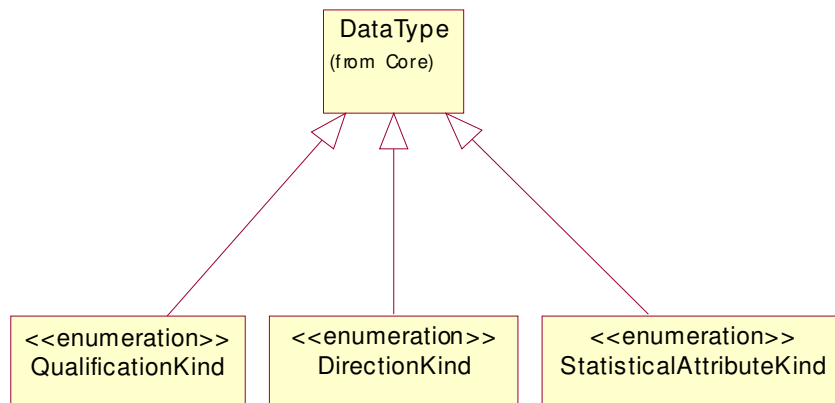 DataType
(from Core)
<<enumeration>>
QualificationKind
<<enumeration>>
DirectionKind
<<enumeration>>
StatisticalAttributeKind